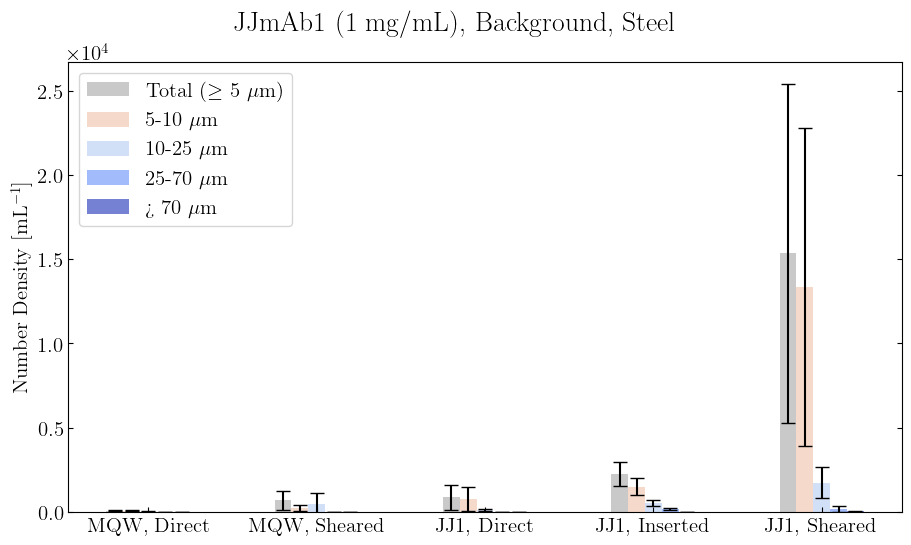 JJmAb1 (1 mg/mL), Background, Steel
×10⁴
2.5
2.0
1.5
1.0
0.5
0.0
Number Density [mL⁻¹]
Total (≥ 5 μm)
5-10 μm
10-25 μm
25-70 μm
¿ 70 μm
MQW, Direct
MQW, Sheared
JJ1, Direct
JJ1, Inserted
JJ1, Sheared